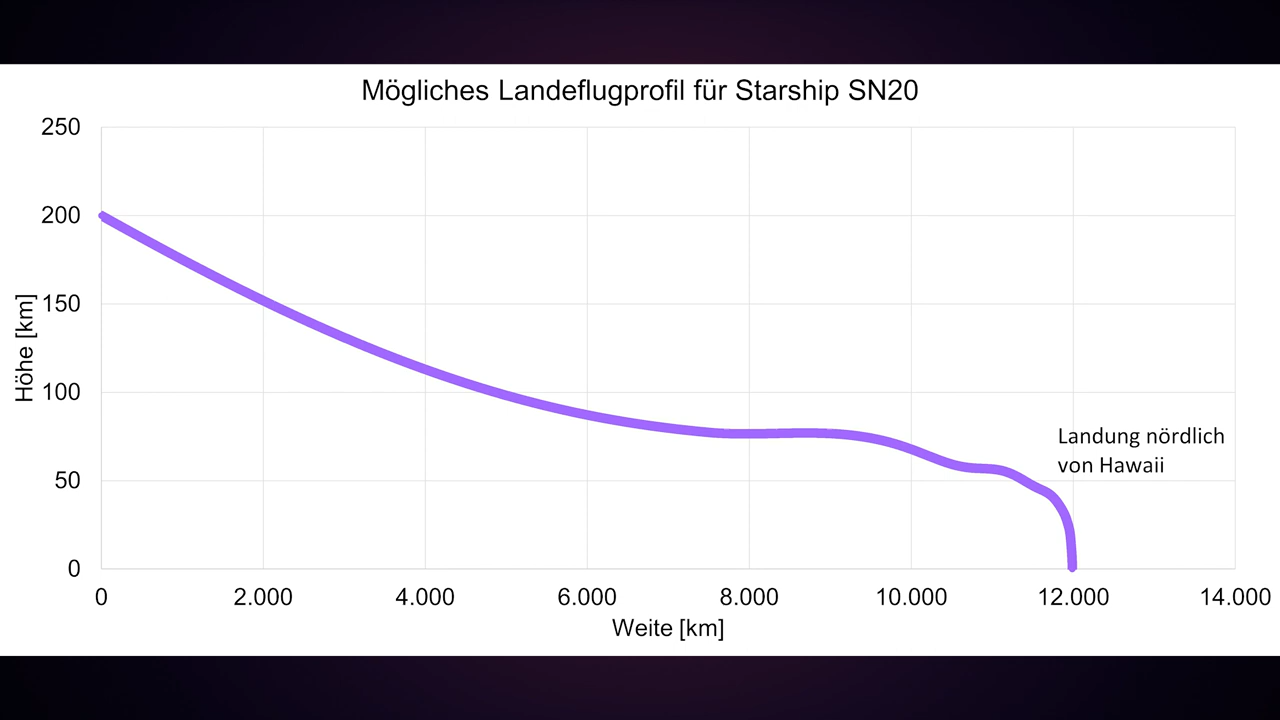 Mögliches Landeflugprofil für Starship SN20
250
200
150
100
50
0
Höhe [km]
Landung nördlich
von Hawaii
0 2.000 4.000 6.000 8.000 10.000 12.000 14.000
Weite [km]